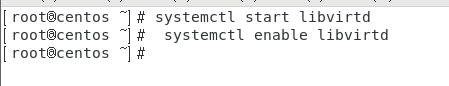 [root@centos ~]# systemctl start libvirtd
[root@centos ~]#  systemctl enable libvirtd
[root@centos ~]#